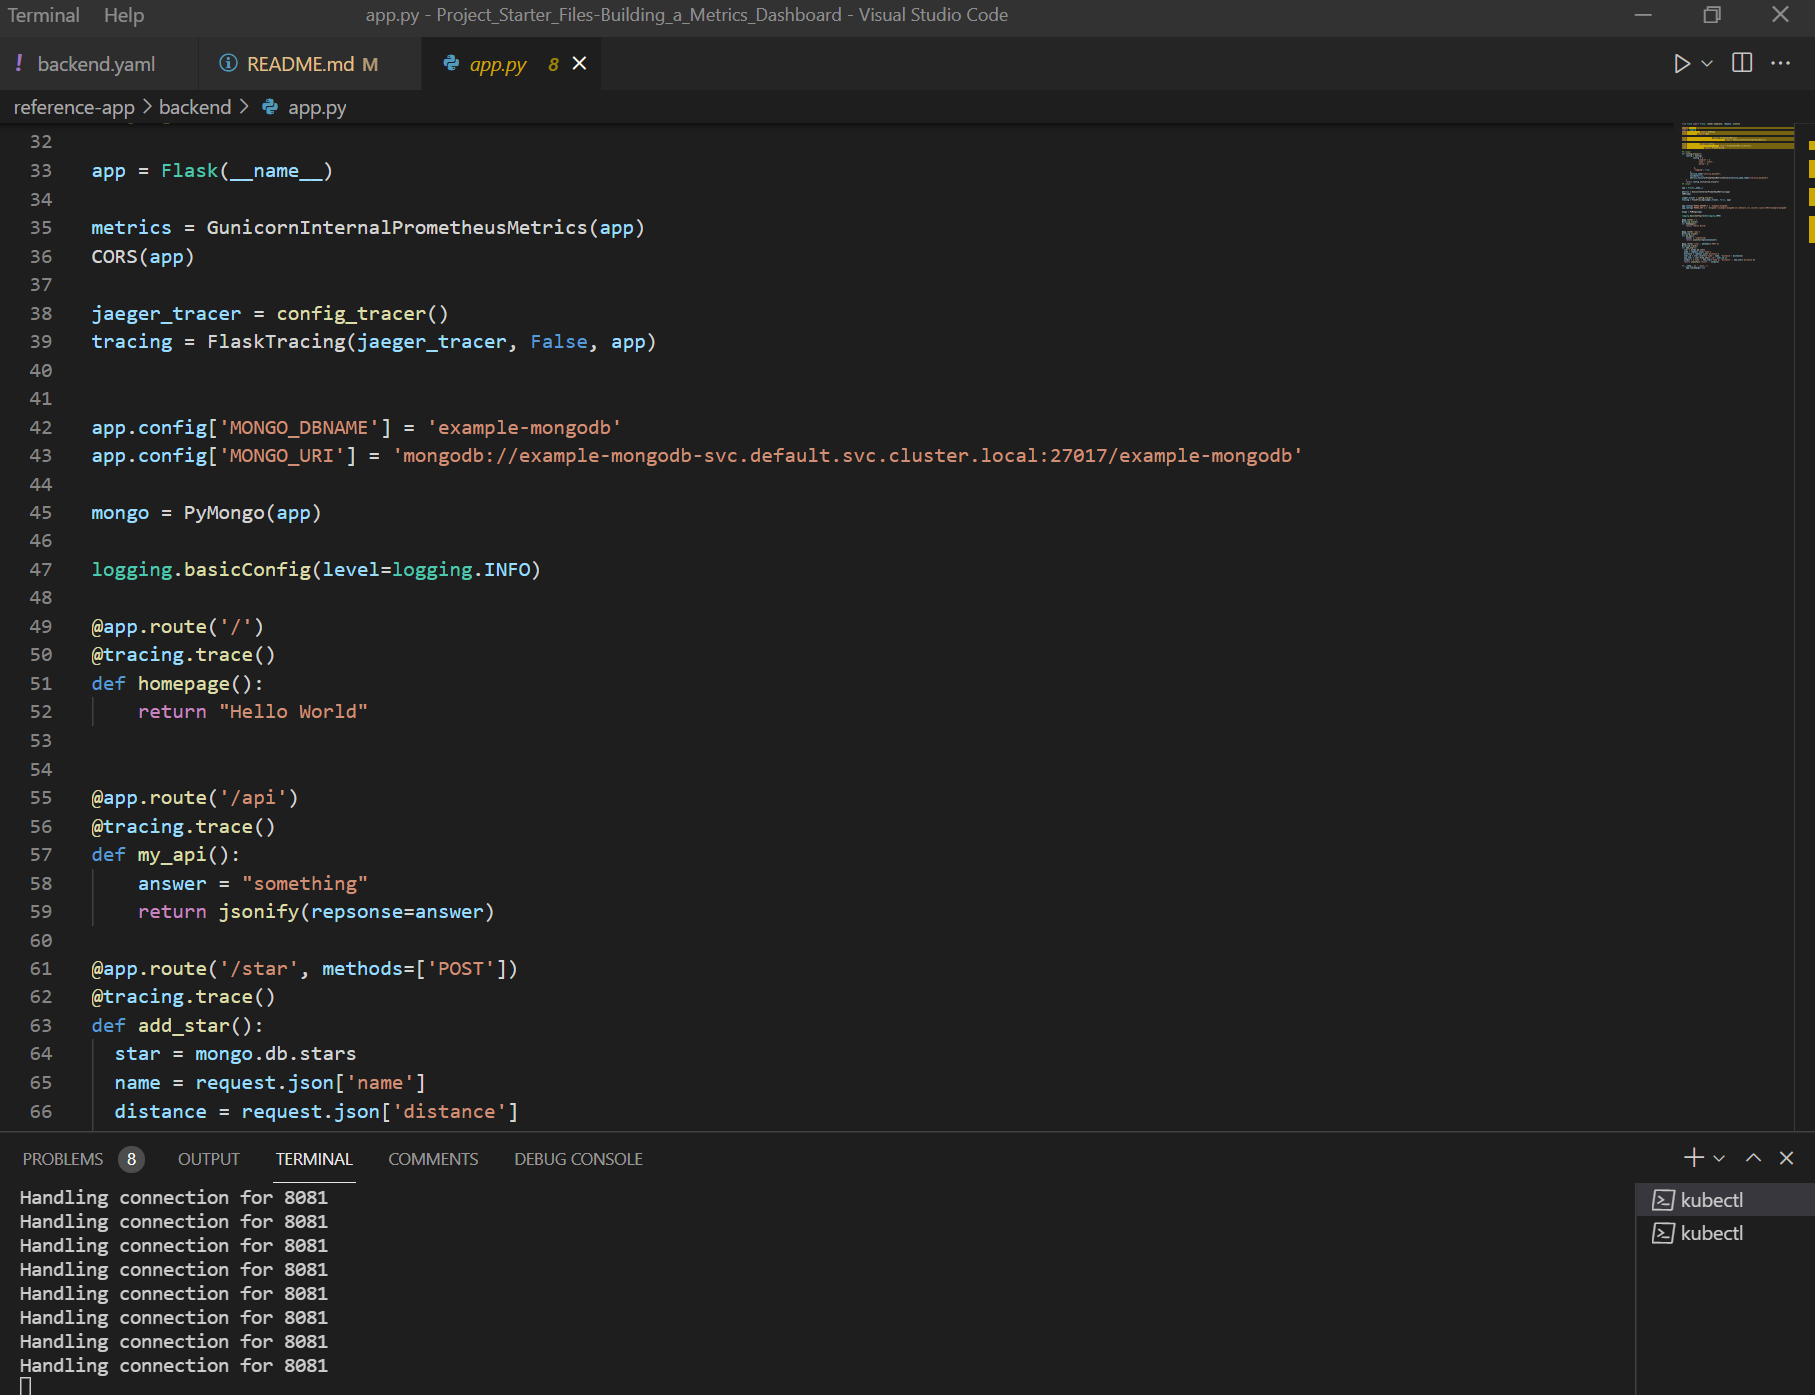 Terminal Help app.py - Project_Starter_Files-Building_a_Metrics_Dashboard - Visual Studio Code
! backend.yaml README.md M app.py 8
reference-app > backend > app.py
32
33 app = Flask(__name__)
34
35 metrics = GunicornInternalPrometheusMetrics(app)
36 CORS(app)
37
38 jaeger_tracer = config_tracer()
39 tracing = FlaskTracing(jaeger_tracer, False, app)
40
41
42 app.config['MONGO_DBNAME'] = 'example-mongodb'
43 app.config['MONGO_URI'] = 'mongodb://example-mongodb-svc.default.svc.cluster.local:27017/example-mongodb'
44
45 mongo = PyMongo(app)
46
47 logging.basicConfig(level=logging.INFO)
48
49 @app.route('/')
50 @tracing.trace()
51 def homepage():
52     return "Hello World"
53
54
55 @app.route('/api')
56 @tracing.trace()
57 def my_api():
58     answer = "something"
59     return jsonify(repsonse=answer)
60
61 @app.route('/star', methods=['POST'])
62 @tracing.trace()
63 def add_star():
64   star = mongo.db.stars
65   name = request.json['name']
66   distance = request.json['distance']
PROBLEMS 8 OUTPUT TERMINAL COMMENTS DEBUG CONSOLE
Handling connection for 8081
Handling connection for 8081
Handling connection for 8081
Handling connection for 8081
Handling connection for 8081
Handling connection for 8081
Handling connection for 8081
Handling connection for 8081
kubectl
kubectl